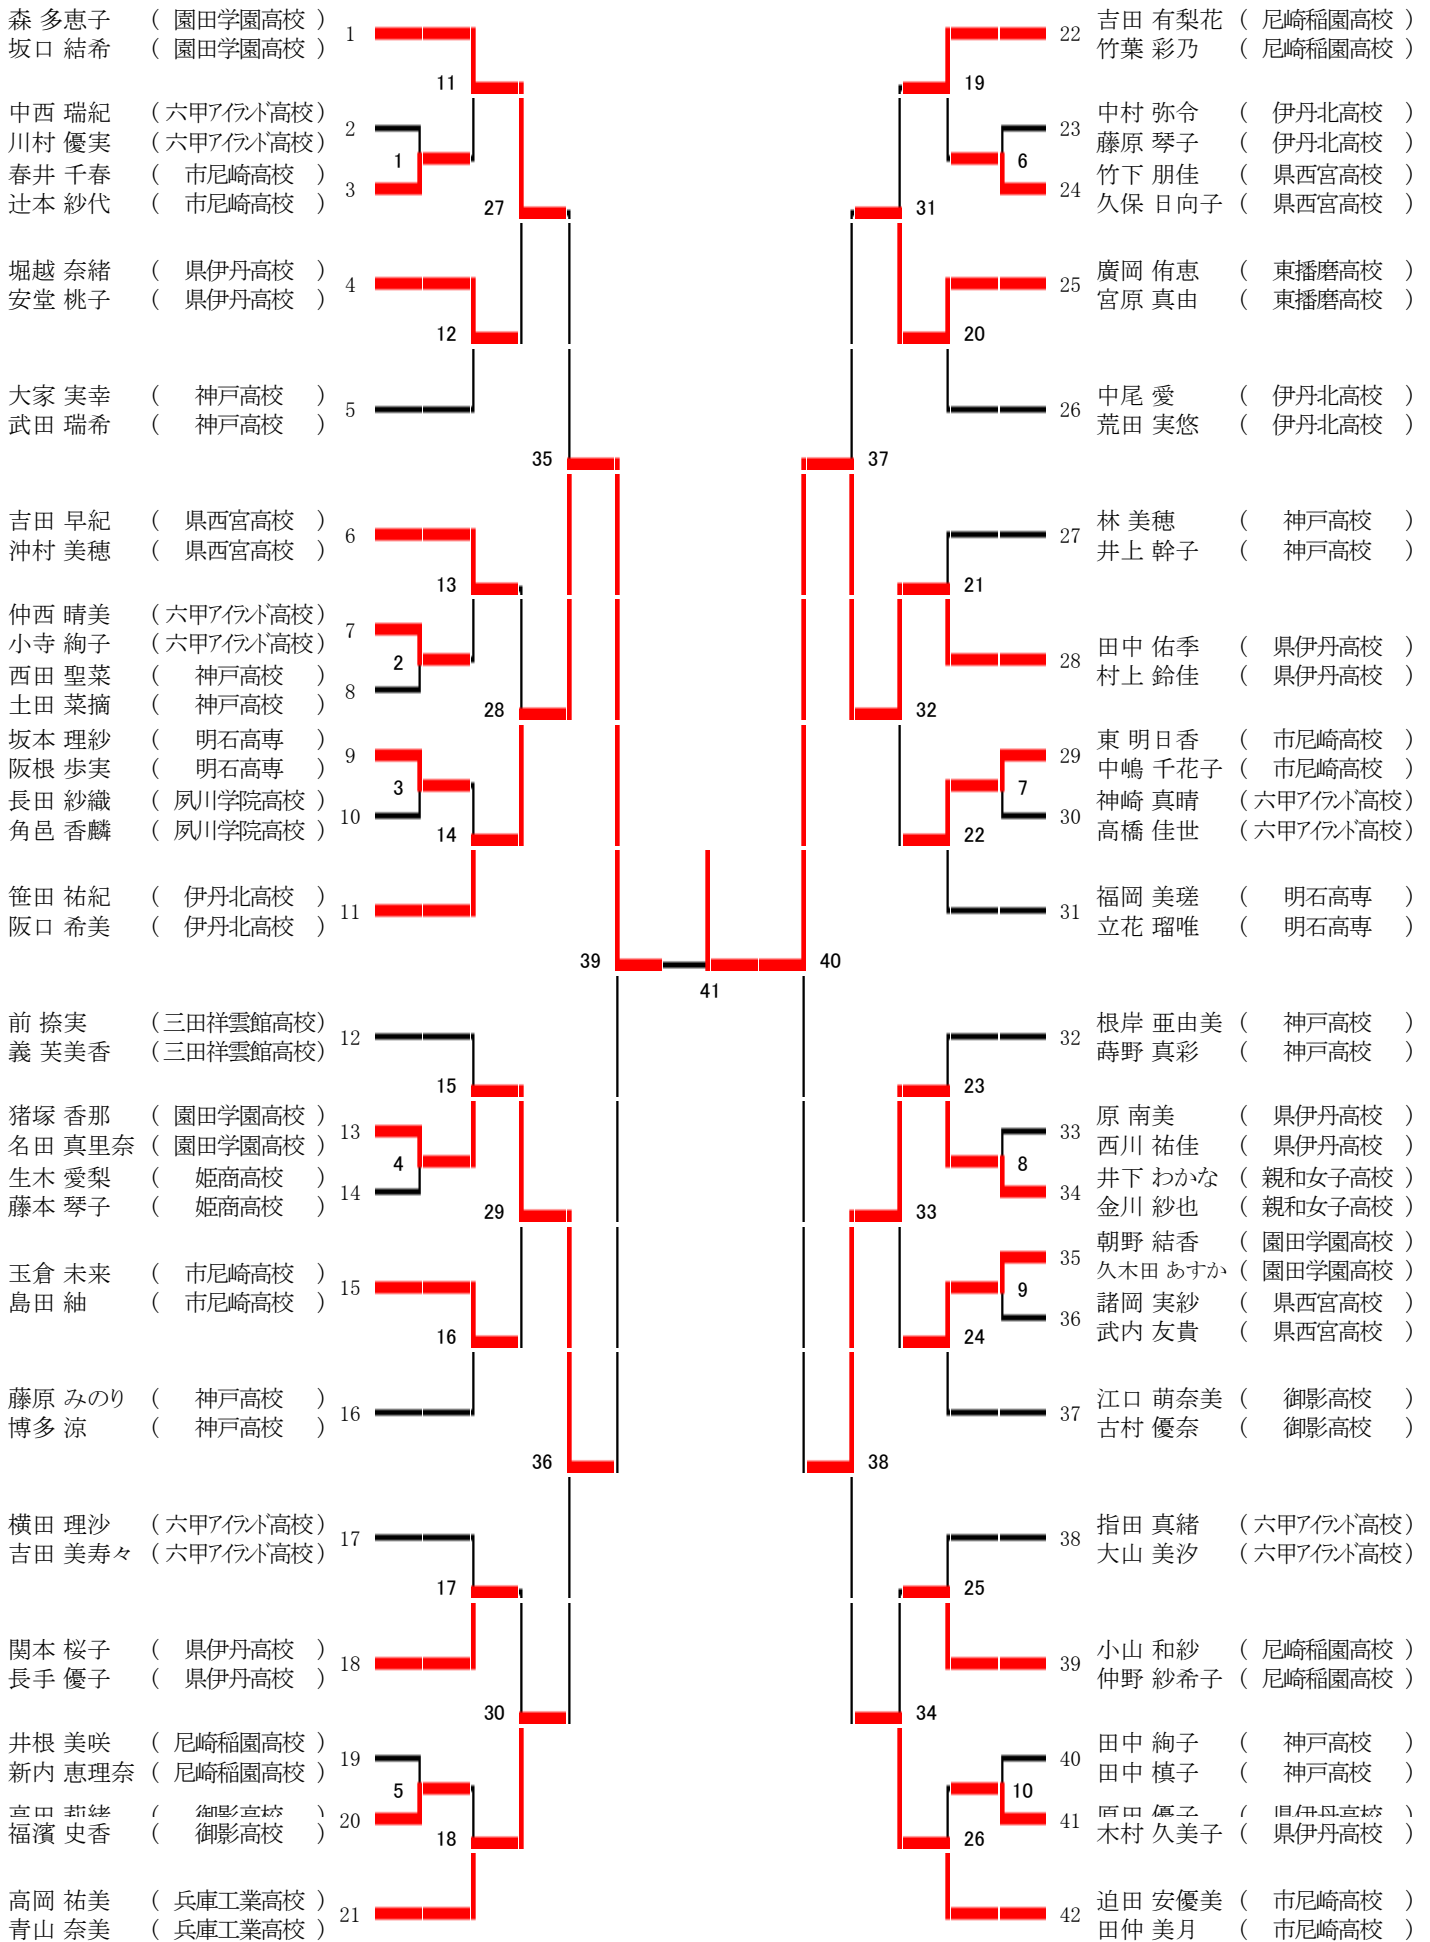 森 多恵子 ( 園田学園高校 ) 1
坂口 結希 ( 園田学園高校 )
11
中西 瑞紀 (六甲アイランド高校) 2
川村 優実 (六甲アイランド高校)
1
春井 千春 ( 市尼崎高校 ) 3
辻本 紗代 ( 市尼崎高校 )
27
堀越 奈緒 ( 県伊丹高校 ) 4
安堂 桃子 ( 県伊丹高校 )
12
大家 実幸 ( 神戸高校 ) 5
武田 瑞希 ( 神戸高校 )
35
吉田 早紀 ( 県西宮高校 ) 6
沖村 美穂 ( 県西宮高校 )
13
仲西 晴美 (六甲アイランド高校) 7
小寺 絢子 (六甲アイランド高校)
2
西田 聖菜 ( 神戸高校 ) 8
土田 菜摘 ( 神戸高校 )
28
坂本 理紗 ( 明石高専 ) 9
阪根 歩実 ( 明石高専 )
3
長田 紗織 ( 夙川学院高校 ) 10
角邑 香麟 ( 夙川学院高校 )
14
笹田 祐紀 ( 伊丹北高校 ) 11
阪口 希美 ( 伊丹北高校 )
39
41
前 捺実 (三田祥雲館高校) 12
義 芙美香 (三田祥雲館高校)
15
猪塚 香那 ( 園田学園高校 ) 13
名田 真里奈 ( 園田学園高校 )
4
生木 愛梨 ( 姫商高校 ) 14
藤本 琴子 ( 姫商高校 )
29
玉倉 未来 ( 市尼崎高校 ) 15
島田 紬 ( 市尼崎高校 )
16
藤原 みのり ( 神戸高校 ) 16
博多 涼 ( 神戸高校 )
36
横田 理沙 (六甲アイランド高校) 17
吉田 美寿々 (六甲アイランド高校)
17
関本 桜子 ( 県伊丹高校 ) 18
長手 優子 ( 県伊丹高校 )
30
井根 美咲 ( 尼崎稲園高校 ) 19
新内 恵理奈 ( 尼崎稲園高校 )
5
高田 莉緒 ( 御影高校 ) 20
福濱 史香 ( 御影高校 )
18
高岡 祐美 ( 兵庫工業高校 ) 21
青山 奈美 ( 兵庫工業高校 )
22 吉田 有梨花 ( 尼崎稲園高校 )
竹葉 彩乃 ( 尼崎稲園高校 )
19
23 中村 弥令 ( 伊丹北高校 )
藤原 琴子 ( 伊丹北高校 )
6
24 竹下 朋佳 ( 県西宮高校 )
久保 日向子 ( 県西宮高校 )
31
25 廣岡 侑恵 ( 東播磨高校 )
宮原 真由 ( 東播磨高校 )
20
26 中尾 愛 ( 伊丹北高校 )
荒田 実悠 ( 伊丹北高校 )
37
27 林 美穂 ( 神戸高校 )
井上 幹子 ( 神戸高校 )
21
28 田中 佑季 ( 県伊丹高校 )
村上 鈴佳 ( 県伊丹高校 )
32
29 東 明日香 ( 市尼崎高校 )
中嶋 千花子 ( 市尼崎高校 )
7
30 神崎 真晴 (六甲アイランド高校)
高橋 佳世 (六甲アイランド高校)
22
31 福岡 美瑳 ( 明石高専 )
立花 瑠唯 ( 明石高専 )
40
32 根岸 亜由美 ( 神戸高校 )
蒔野 真彩 ( 神戸高校 )
23
33 原 南美 ( 県伊丹高校 )
西川 祐佳 ( 県伊丹高校 )
8
34 井下 わかな ( 親和女子高校 )
金川 紗也 ( 親和女子高校 )
33
35 朝野 結香 ( 園田学園高校 )
久木田 あすか ( 園田学園高校 )
9
36 諸岡 実紗 ( 県西宮高校 )
武内 友貴 ( 県西宮高校 )
24
37 江口 萌奈美 ( 御影高校 )
古村 優奈 ( 御影高校 )
38
38 指田 真緒 (六甲アイランド高校)
大山 美汐 (六甲アイランド高校)
25
39 小山 和紗 ( 尼崎稲園高校 )
仲野 紗希子 ( 尼崎稲園高校 )
34
40 田中 絢子 ( 神戸高校 )
田中 槙子 ( 神戸高校 )
10
41 原田 優子 ( 県伊丹高校 )
木村 久美子 ( 県伊丹高校 )
26
42 迫田 安優美 ( 市尼崎高校 )
田仲 美月 ( 市尼崎高校 )